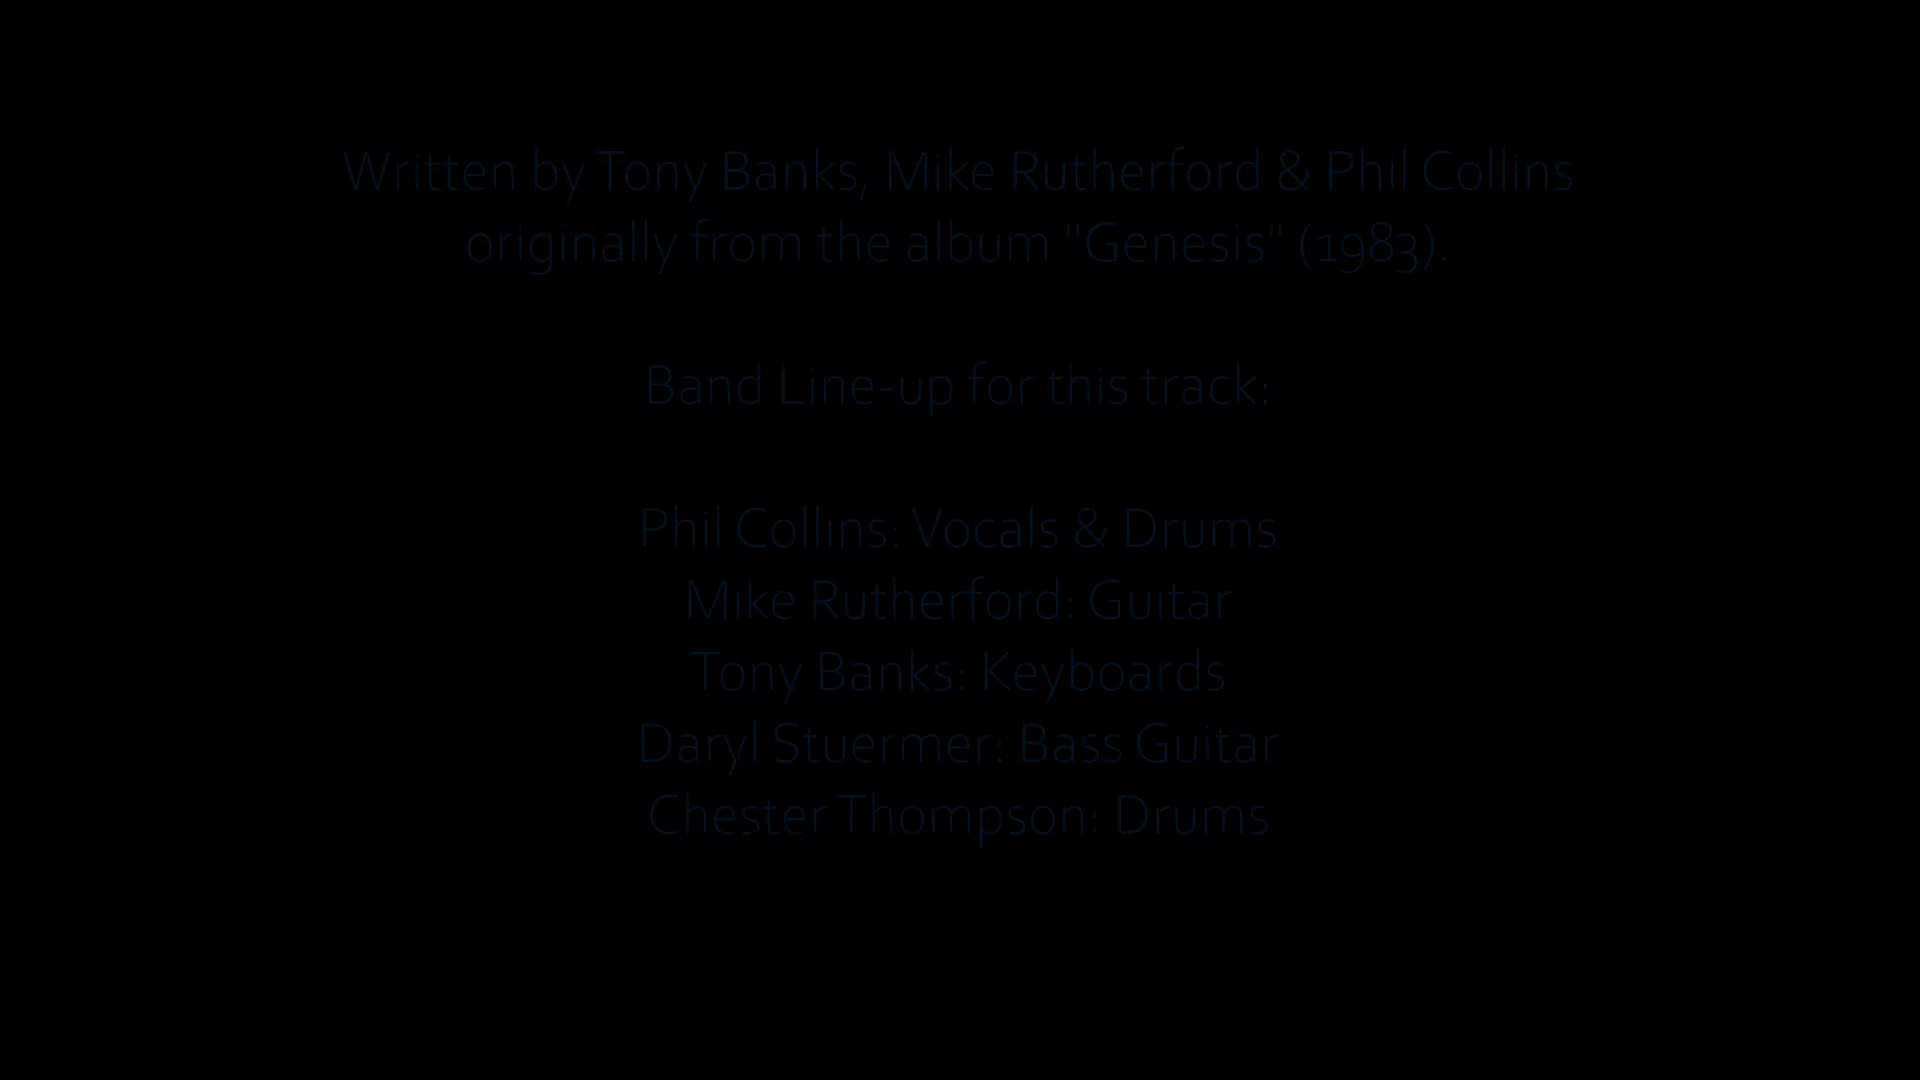 Written by Tony Banks, Mike Rutherford & Phil Collins
originally from the album "Genesis" (1983).
Band Line-up for this track:
Phil Collins: Vocals & Drums
Mike Rutherford: Guitar
Tony Banks: Keyboards
Daryl Stuermer: Bass Guitar
Chester Thompson: Drums